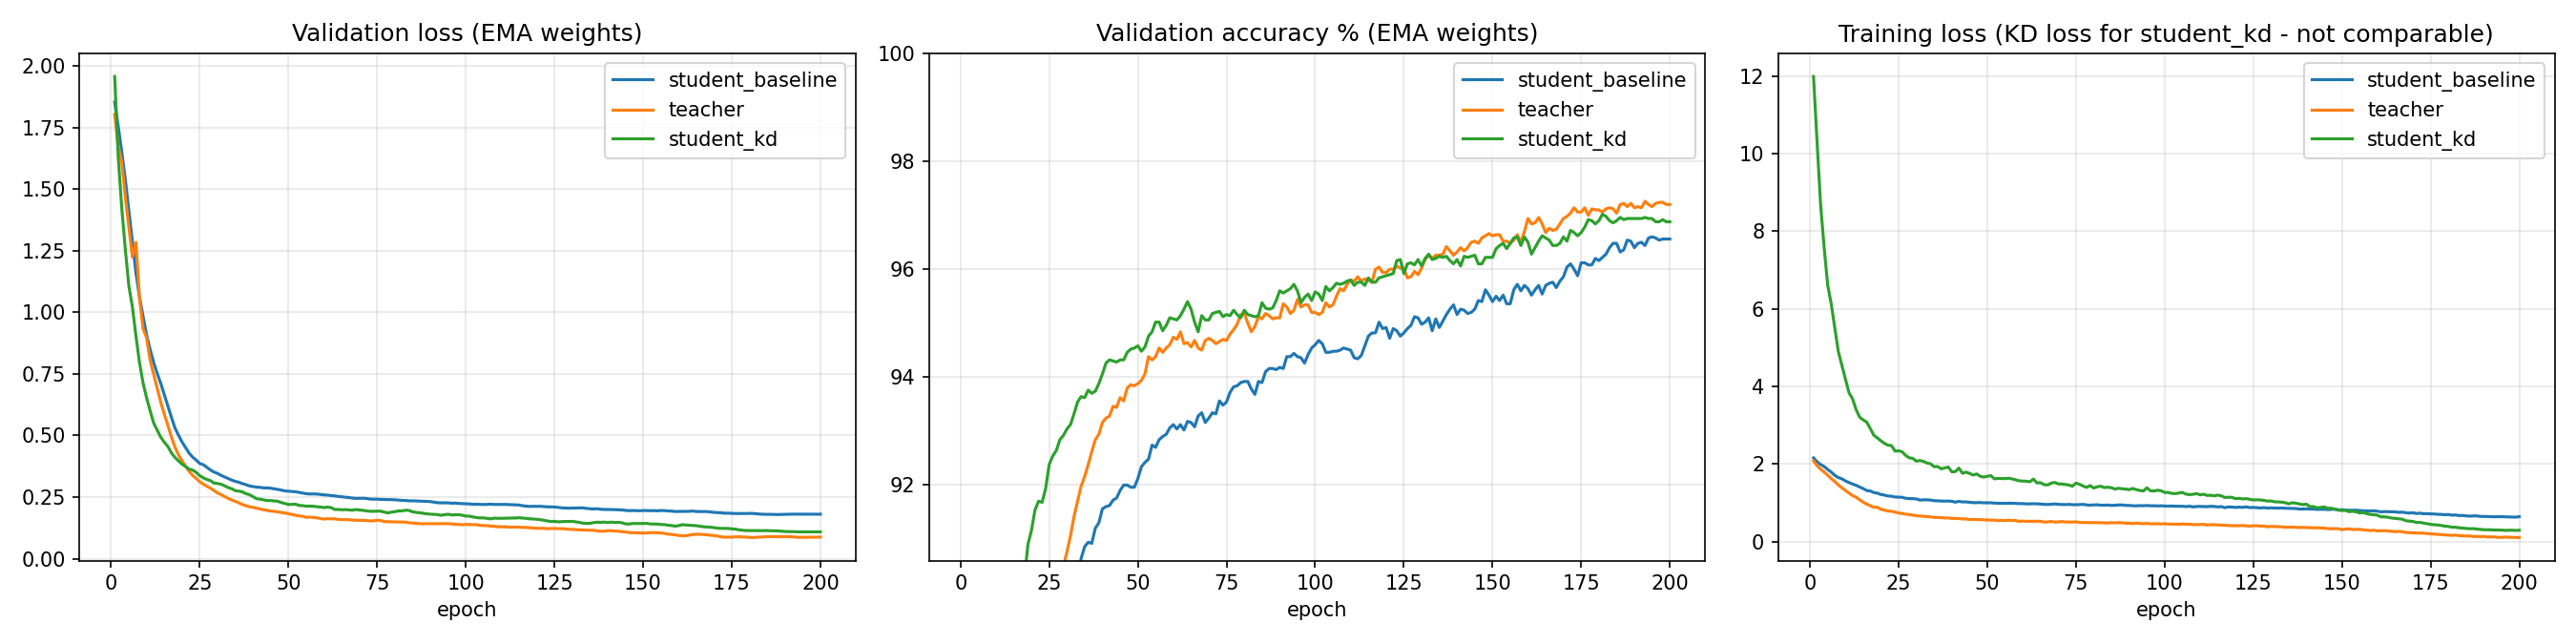 Validation loss (EMA weights)
2.00
1.75
1.50
1.25
1.00
0.75
0.50
0.25
0.00
0 25 50 75 100 125 150 175 200
epoch
student_baseline
teacher
student_kd
Validation accuracy % (EMA weights)
100
98
96
94
92
0 25 50 75 100 125 150 175 200
epoch
student_baseline
teacher
student_kd
Training loss (KD loss for student_kd - not comparable)
12
10
8
6
4
2
0
0 25 50 75 100 125 150 175 200
epoch
student_baseline
teacher
student_kd